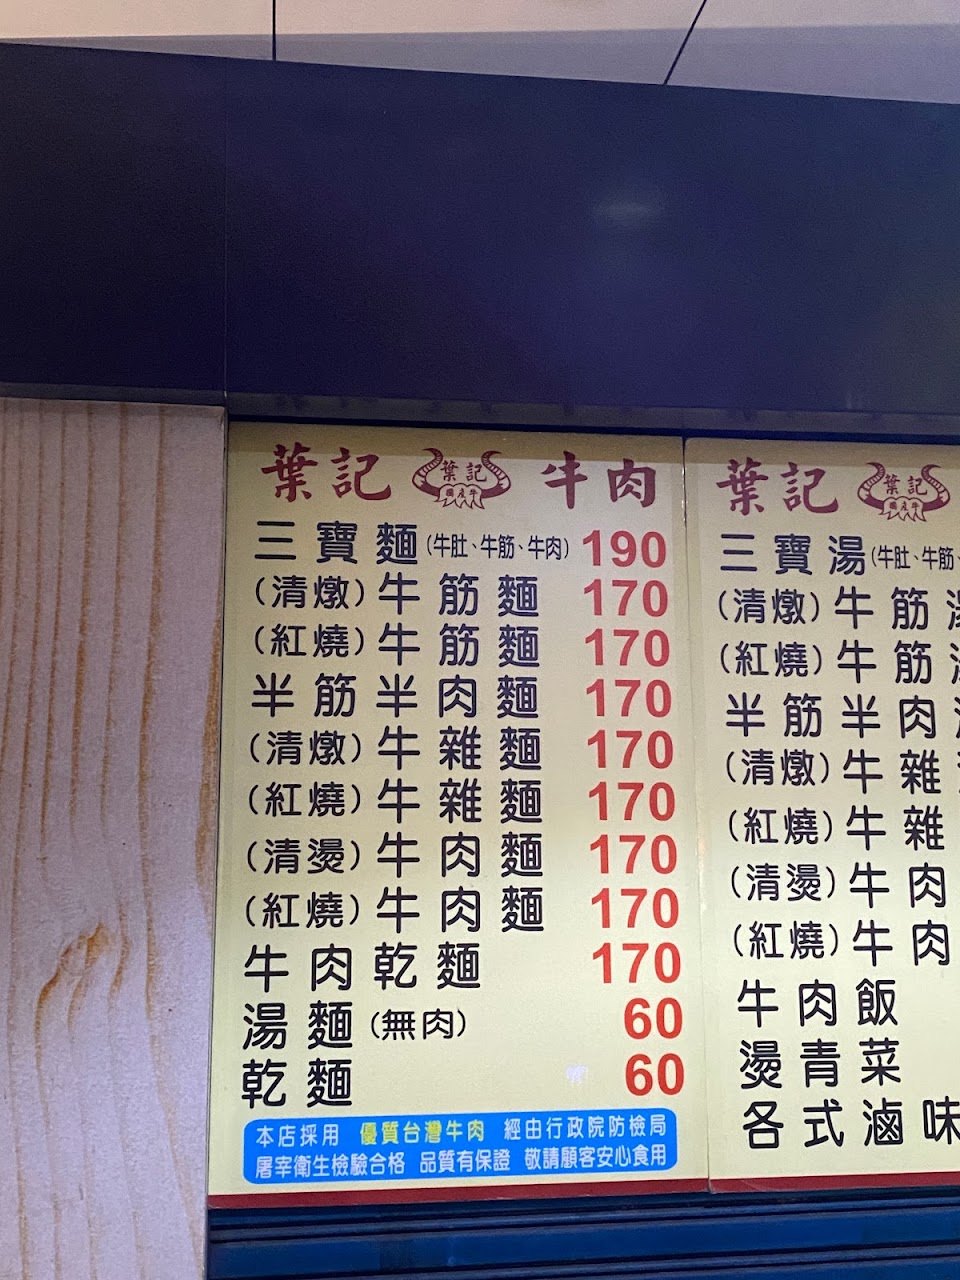 葉記 葉記 國產牛 牛肉
三寶麵(牛肚、牛筋、牛肉) 190
(清燉)牛筋麵 170
(紅燒)牛筋麵 170
半筋半肉麵 170
(清燉)牛雜麵 170
(紅燒)牛雜麵 170
(清燙)牛肉麵 170
(紅燒)牛肉麵 170
牛肉乾麵 170
湯麵(無肉) 60
乾麵 60
本店採用 優質台灣牛肉 經由行政院防檢局
屠宰衛生檢驗合格 品質有保證 敬請顧客安心食用
葉記 葉記 國產牛
三寶湯(牛肚、牛筋、
(清燉)牛筋
(紅燒)牛筋
半筋半肉
(清燉)牛雜
(紅燒)牛雜
(清燙)牛肉
(紅燒)牛肉
牛肉飯
燙青菜
各式滷味